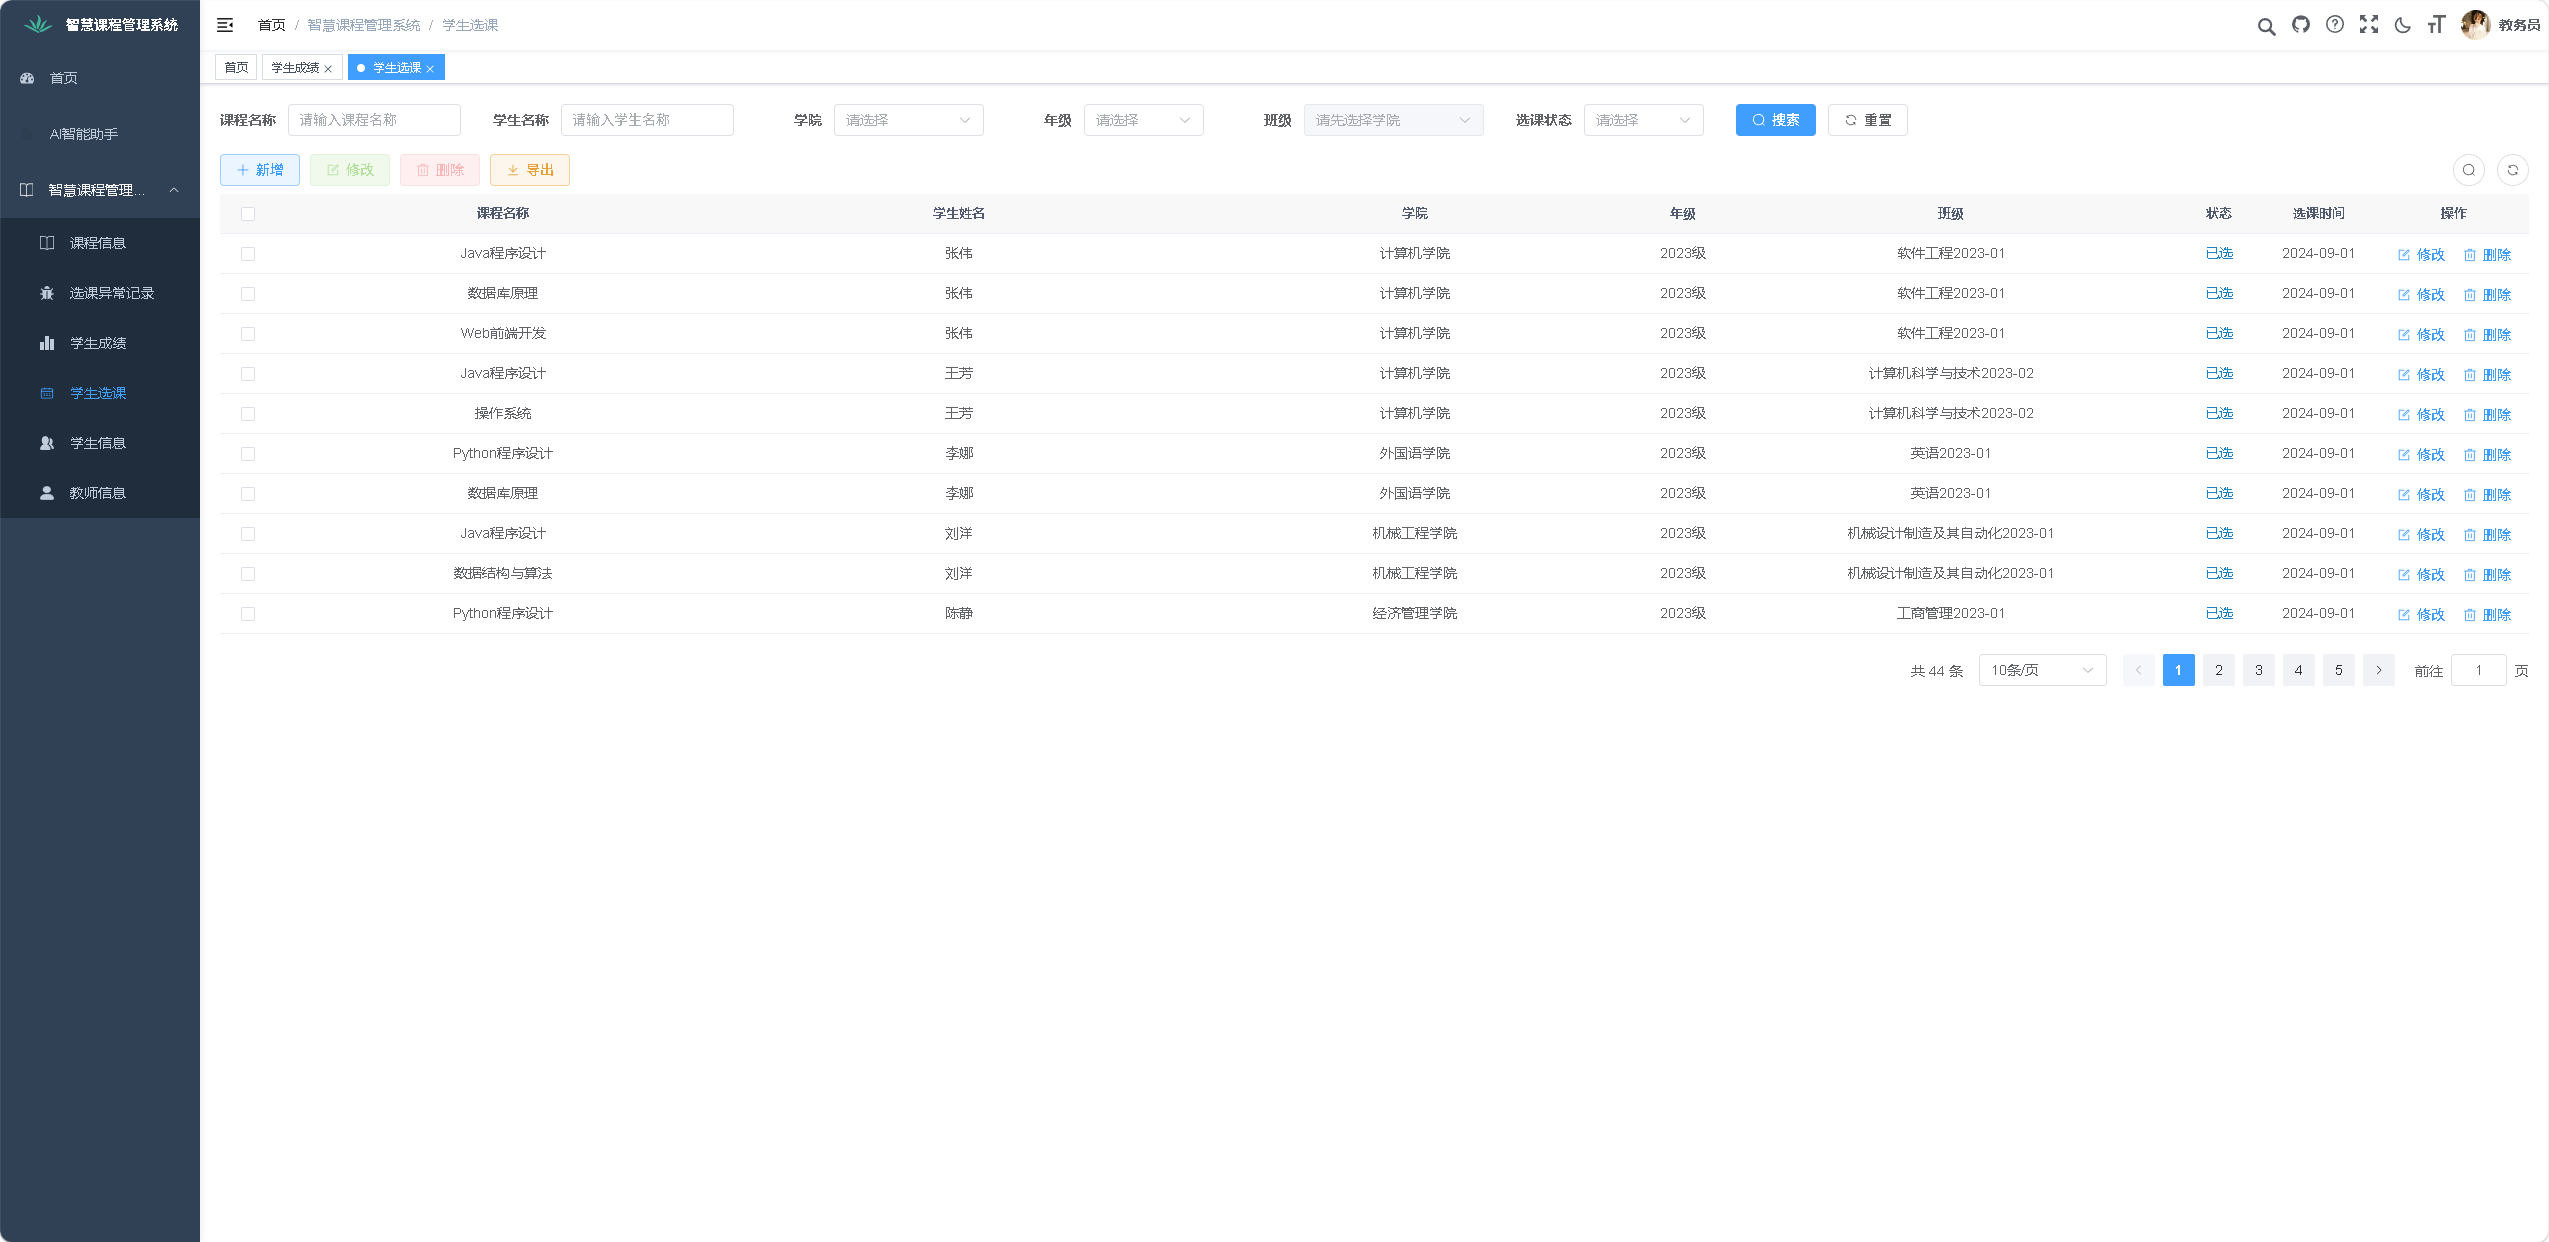 智慧课程管理系统
首页
AI智能助手
智慧课程管理...
课程信息
选课异常记录
学生成绩
学生选课
学生信息
教师信息
首页 / 智慧课程管理系统 / 学生选课
教务员
首页 学生成绩 学生选课
课程名称 请输入课程名称 学生名称 请输入学生名称 学院 请选择 年级 请选择 班级 请先选择学院 选课状态 请选择 搜索 重置
新增 修改 删除 导出
课程名称 学生姓名 学院 年级 班级 状态 选课时间 操作
Java程序设计 张伟 计算机学院 2023级 软件工程2023-01 已选 2024-09-01 修改 删除
数据库原理 张伟 计算机学院 2023级 软件工程2023-01 已选 2024-09-01 修改 删除
Web前端开发 张伟 计算机学院 2023级 软件工程2023-01 已选 2024-09-01 修改 删除
Java程序设计 王芳 计算机学院 2023级 计算机科学与技术2023-02 已选 2024-09-01 修改 删除
操作系统 王芳 计算机学院 2023级 计算机科学与技术2023-02 已选 2024-09-01 修改 删除
Python程序设计 李娜 外国语学院 2023级 英语2023-01 已选 2024-09-01 修改 删除
数据库原理 李娜 外国语学院 2023级 英语2023-01 已选 2024-09-01 修改 删除
Java程序设计 刘洋 机械工程学院 2023级 机械设计制造及其自动化2023-01 已选 2024-09-01 修改 删除
数据结构与算法 刘洋 机械工程学院 2023级 机械设计制造及其自动化2023-01 已选 2024-09-01 修改 删除
Python程序设计 陈静 经济管理学院 2023级 工商管理2023-01 已选 2024-09-01 修改 删除
共 44 条 10条/页 1 2 3 4 5 前往 1 页